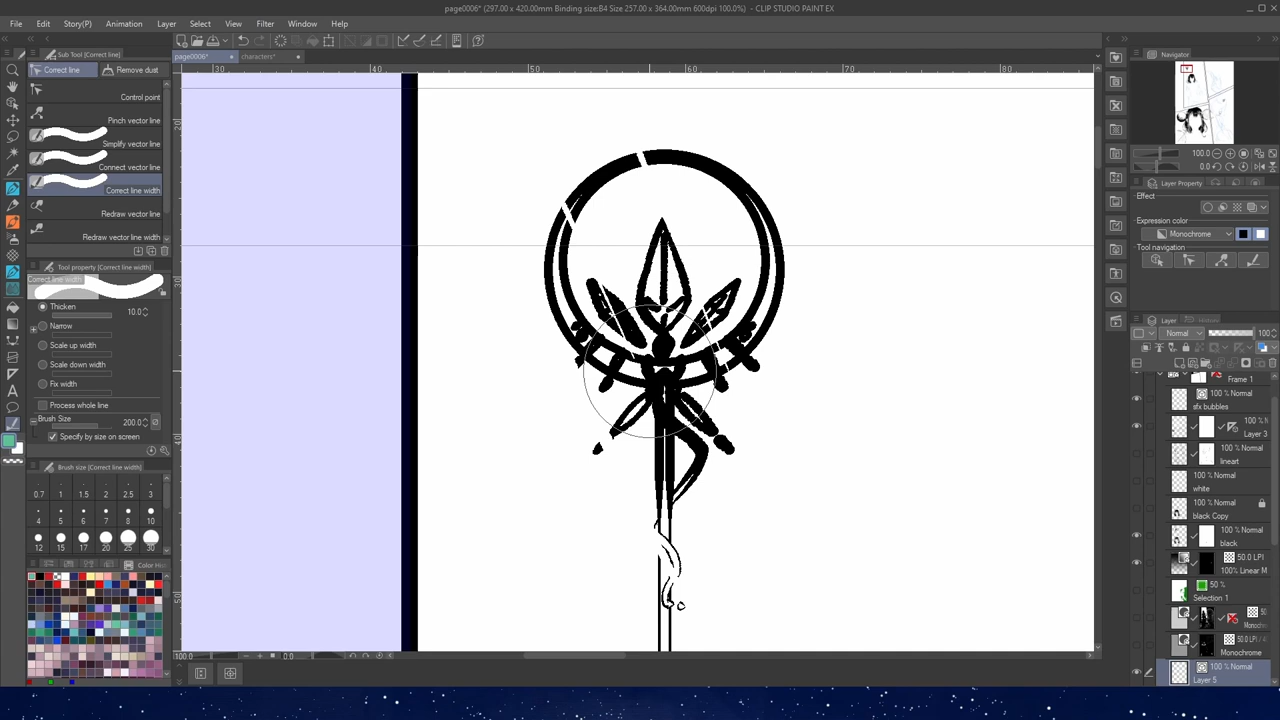 page0006* (297.00 x 420.00mm Binding size:B4 Size 257.00 x 364.00mm 600dpi 100.0%) - CLIP STUDIO PAINT EX
File Edit Story(P) Animation Layer Select View Filter Window Help
Sub Tool [Correct line]
page0006*
characters*
Navigator
Correct line
Remove dust
30 40 50 60 70 80
Control point
Pinch vector line
Simplify vector line
Connect vector line
Correct line width
Redraw vector line
Redraw vector line width
Tool property [Correct line width]
Correct line width
Thicken
10.0
Narrow
Scale up width
Scale down width
Fix width
Process whole line
Brush Size
200.0
Specify by size on screen
Brush size [Correct line width]
0.7 1 1.5 2 2.5 3
4 5 6 7 8 10
12 15 17 20 25 30
Color His
20
30
40
50
100.0
0.0
100.0
0.0
Layer Property
Effect
Expression color
Monochrome
Tool navigation
Layer
History
Normal
100
Frame 1
100 % Normal
sfx bubbles
100 % N
Layer 3
100 % Normal
lineart
100 % Normal
white
100 % Normal
black Copy
100 % Normal
black
50.0 LPI
100% Linear M
50 %
Selection 1
50
Monoch
50.0 LPI /
Monochrome
100 % Normal
Layer 5